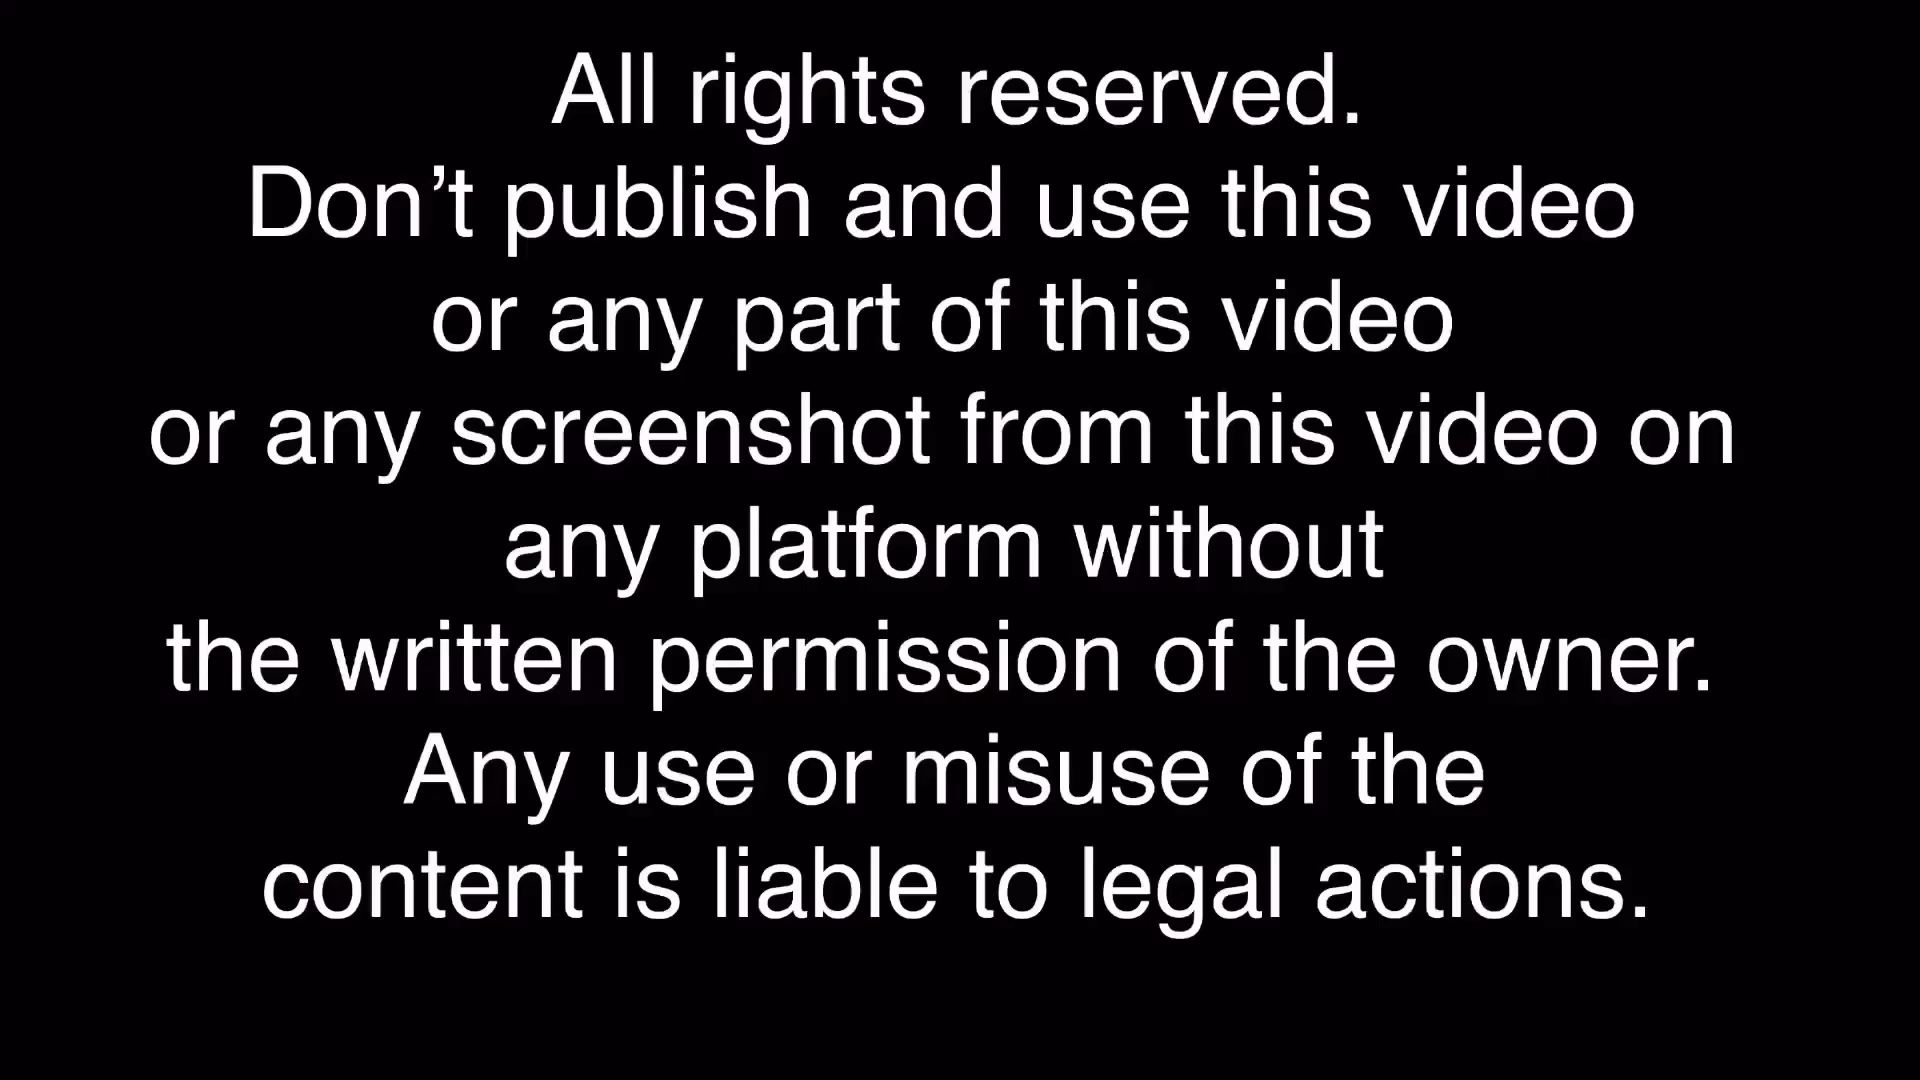 All rights reserved.
Don’t publish and use this video
or any part of this video
or any screenshot from this video on
any platform without
the written permission of the owner.
Any use or misuse of the
content is liable to legal actions.